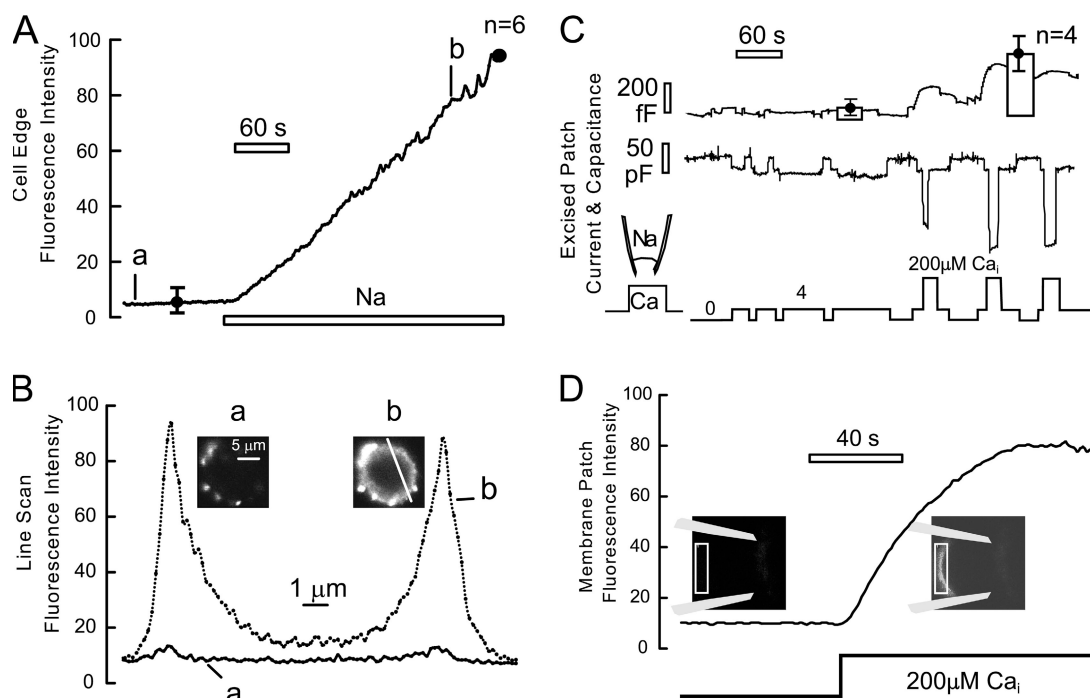 A
n=6
Cell Edge
Fluorescence Intensity
100
80
60
40
20
0
60 s
a
b
Na
B
Line Scan
Fluorescence Intensity
100
80
60
40
20
0
a
5 μm
b
b
1 μm
a
C
60 s
n=4
Excised Patch
Current & Capacitance
200
fF
50
pF
Na
Ca
0
4
200μM Caᵢ
D
Membrane Patch
Fluorescence Intensity
100
80
60
40
20
0
40 s
200μM Caᵢ